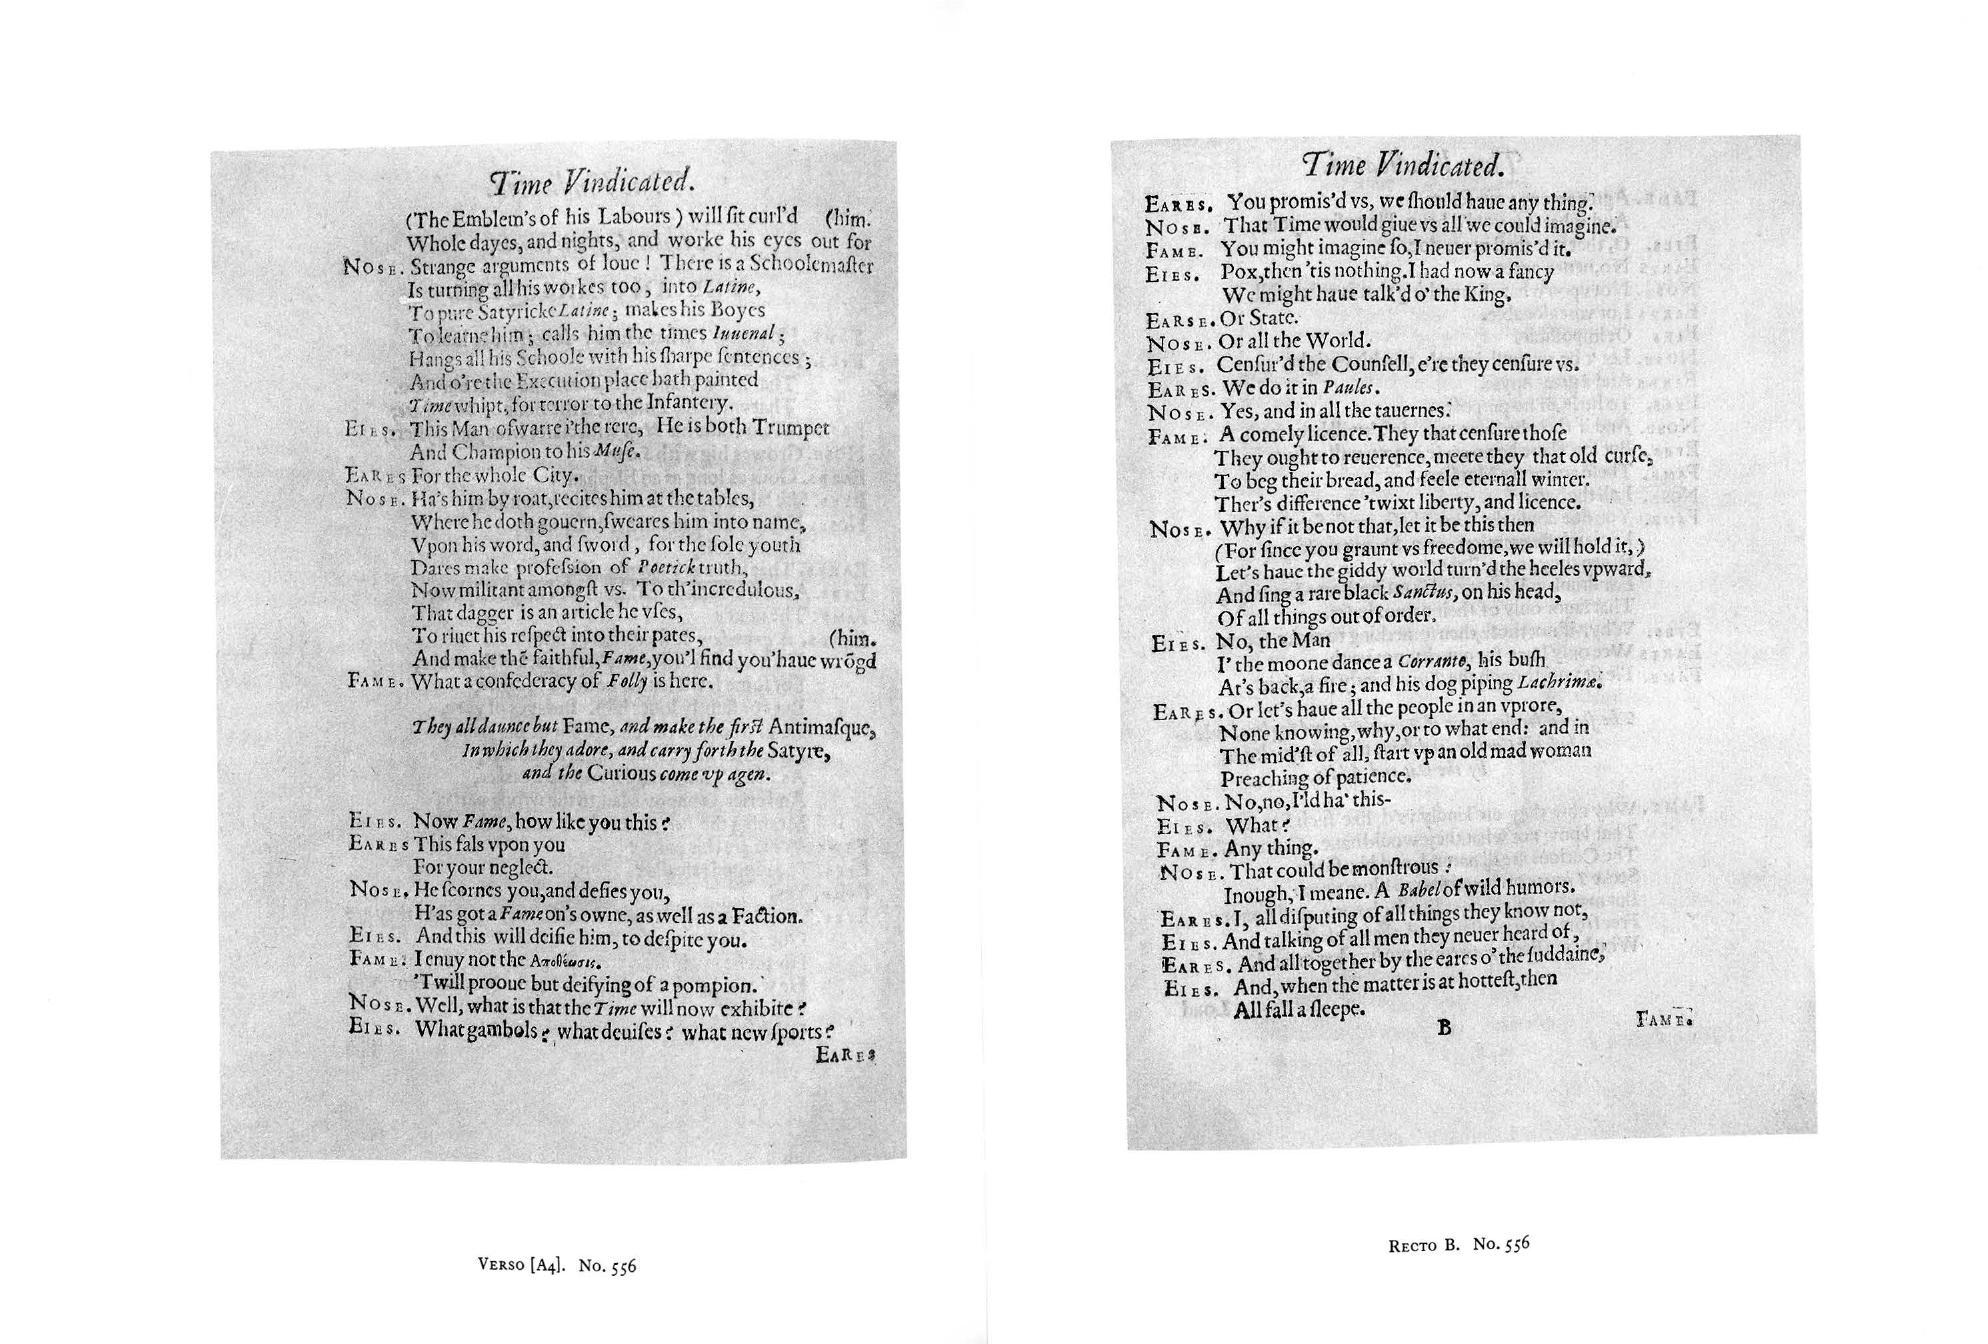 Time Vindicated.
(The Emblem's of his Labours) will ſit curl'd (him.
Whole dayes, and nights, and worke his eyes out for
NOSE. Strange arguments of loue! There is a Schoolemaſter
Is turning all his workes too, into Latine,
To pure Satyricke Latine; makes his Boyes
To learne him; calls him the times Iuuenal;
Hangs all his Schoole with his ſharpe ſentences;
And o're the Execution place hath painted
Time whipt, for terror to the Infantery.
EIES. This Man of warre i'the rere, He is both Trumpet
And Champion to his Muſe.
EARES For the whole City.
NOSE. Ha's him by roat, recites him at the tables,
Where he doth gouern, ſweares him into name,
Vpon his word, and ſword, for the ſole youth
Dares make profeſsion of Poetick truth,
Now militant amongſt vs. To th'incredulous,
That dagger is an article he vſes,
To riuet his reſpect into their pates, (him.
And make thē faithful, Fame, you'l find you'haue wrōgd
FAME. What a confederacy of Folly is here.
They all daunce but Fame, and make the firſt Antimaſque,
In which they adore, and carry forth the Satyre,
and the Curious come vp agen.
EIES. Now Fame, how like you this?
EARES This fals vpon you
For your neglect.
NOSE. He ſcornes you, and defies you,
H'as got a Fame on's owne, as well as a Faction.
EIES. And this will deifie him, to deſpite you.
FAME. I enuy not the Αποθέωσις.
'Twill prooue but deifying of a pompion.
NOSE. Well, what is that the Time will now exhibite?
EIES. What gambols? what deuiſes? what new ſports?
EARES
VERSO [A4]. NO. 556
Time Vindicated.
EARES. You promis'd vs, we ſhould haue any thing.
NOSE. That Time would giue vs all we could imagine.
FAME. You might imagine ſo, I neuer promis'd it.
EIES. Pox, then 'tis nothing. I had now a fancy
We might haue talk'd o' the King.
EARSE. Or State.
NOSE. Or all the World.
EIES. Cenſur'd the Counſell, e're they cenſure vs.
EARES. We do it in Paules.
NOSE. Yes, and in all the tauernes.
FAME. A comely licence. They that cenſure thoſe
They ought to reuerence, meete they that old curſe,
To beg their bread, and feele eternall winter.
Ther's difference 'twixt liberty, and licence.
NOSE. Why if it be not that, let it be this then
(For ſince you graunt vs freedome, we will hold it,)
Let's haue the giddy world turn'd the heeles vpward,
And ſing a rare black Sanctus, on his head,
Of all things out of order.
EIES. No, the Man
I' the moone dance a Corranto, his buſh
At's back, a fire; and his dog piping Lachrimæ.
EARES. Or let's haue all the people in an vprore,
None knowing, why, or to what end: and in
The mid'ſt of all, ſtart vp an old mad woman
Preaching of patience.
NOSE. No, no, I'ld ha' this-
EIES. What?
FAME. Any thing.
NOSE. That could be monſtrous:
Inough, I meane. A Babel of wild humors.
EARES. I, all diſputing of all things they know not,
EIES. And talking of all men they neuer heard of,
EARES. And all together by the eares o' the ſuddaine,
EIES. And, when the matter is at hotteſt, then
All fall a ſleepe.
B FAME.
RECTO B. NO. 556